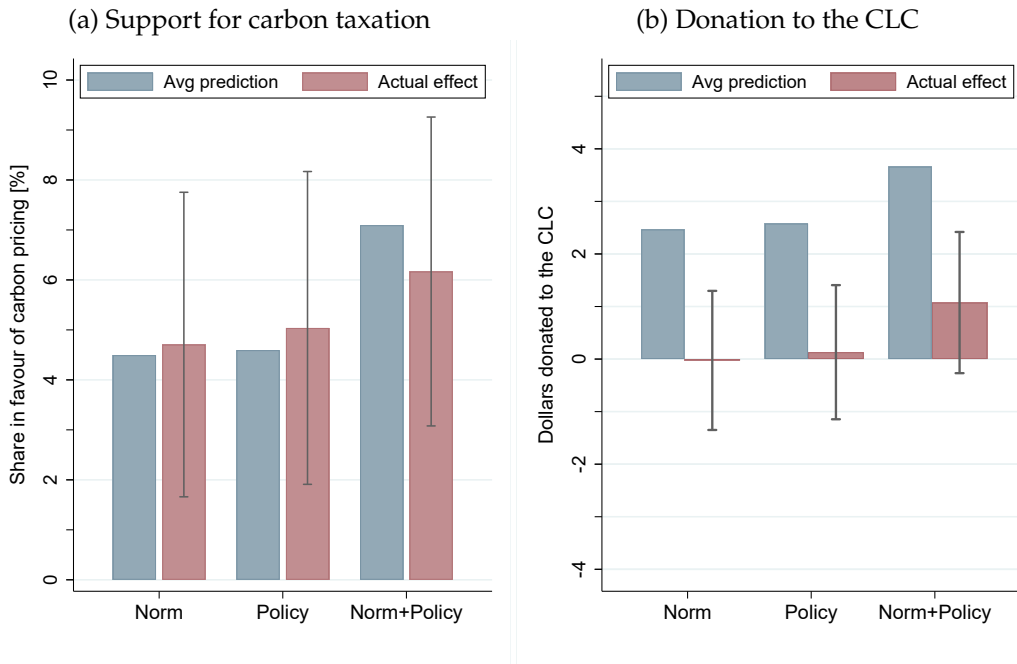 (a) Support for carbon taxation
Avg prediction
Actual effect
Share in favour of carbon pricing [%]
10
8
6
4
2
0
Norm
Policy
Norm+Policy
(b) Donation to the CLC
Avg prediction
Actual effect
Dollars donated to the CLC
4
2
0
-2
-4
Norm
Policy
Norm+Policy